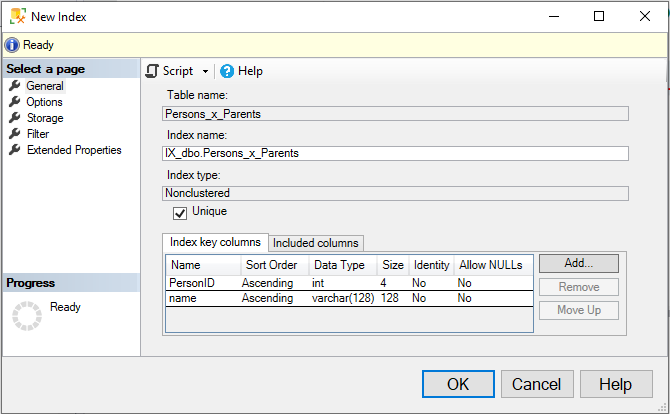 New Index
Ready
Select a page
General
Options
Storage
Filter
Extended Properties
Progress
Ready
Script Help
Table name:
Persons_x_Parents
Index name:
IX_dbo.Persons_x_Parents
Index type:
Nonclustered
Unique
Index key columns Included columns
Name Sort Order Data Type Size Identity Allow NULLs
PersonID Ascending int 4 No No
name Ascending varchar(128) 128 No No
Add...
Remove
Move Up
OK Cancel Help